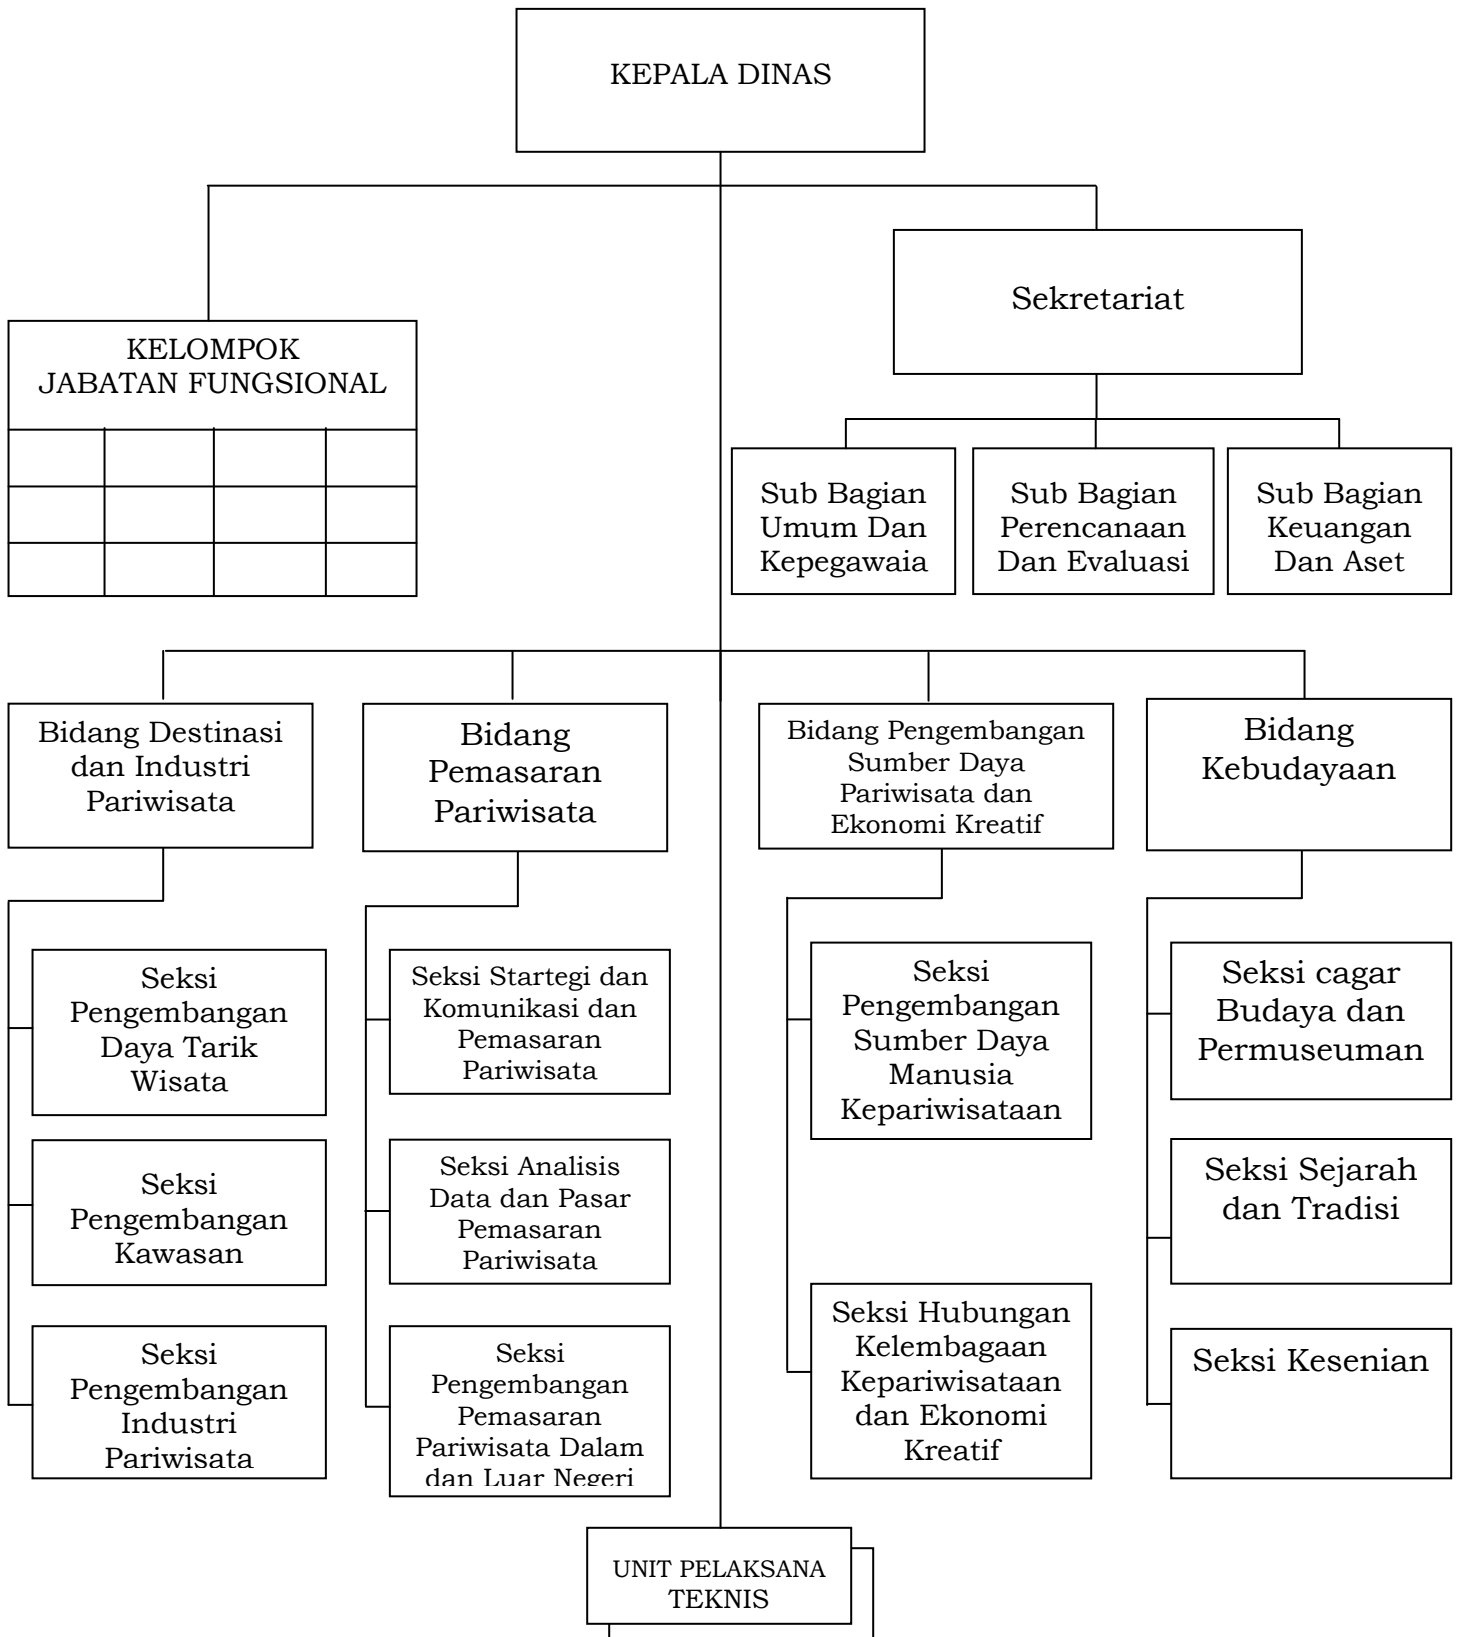 KEPALA DINAS
Sekretariat
KELOMPOK
JABATAN FUNGSIONAL
Sub Bagian
Umum Dan
Kepegawaia
Sub Bagian
Perencanaan
Dan Evaluasi
Sub Bagian
Keuangan
Dan Aset
Bidang Destinasi
dan Industri
Pariwisata
Bidang
Pemasaran
Pariwisata
Bidang Pengembangan
Sumber Daya
Pariwisata dan
Ekonomi Kreatif
Bidang
Kebudayaan
Seksi
Pengembangan
Daya Tarik
Wisata
Seksi
Pengembangan
Kawasan
Seksi
Pengembangan
Industri
Pariwisata
Seksi Startegi dan
Komunikasi dan
Pemasaran
Pariwisata
Seksi Analisis
Data dan Pasar
Pemasaran
Pariwisata
Seksi
Pengembangan
Pemasaran
Pariwisata Dalam
dan Luar Negeri
Seksi
Pengembangan
Sumber Daya
Manusia
Kepariwisataan
Seksi Hubungan
Kelembagaan
Kepariwisataan
dan Ekonomi
Kreatif
Seksi cagar
Budaya dan
Permuseuman
Seksi Sejarah
dan Tradisi
Seksi Kesenian
UNIT PELAKSANA
TEKNIS